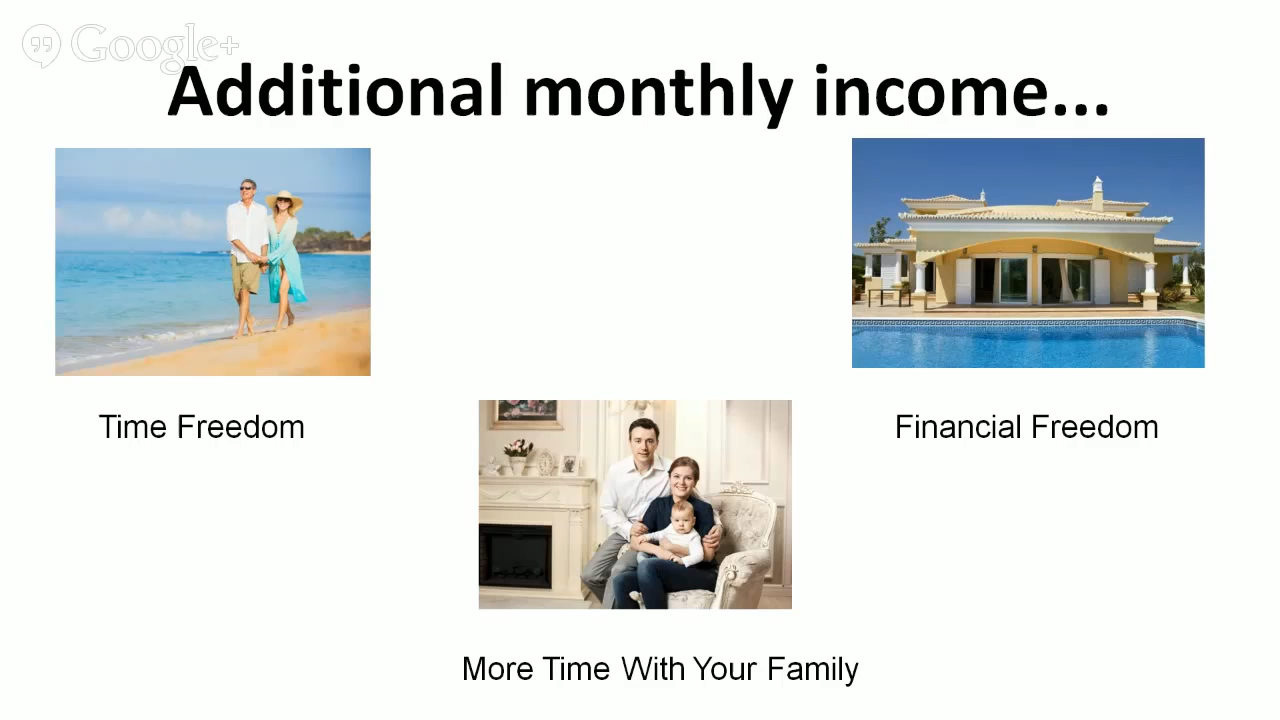 Google+
Additional monthly income...
Time Freedom
Financial Freedom
More Time With Your Family